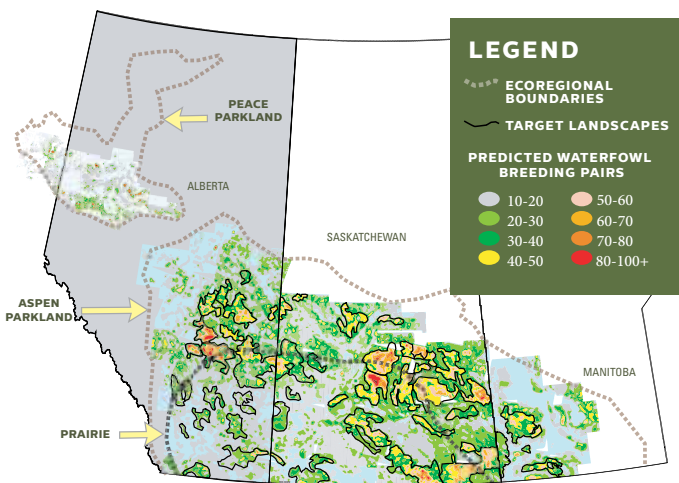 LEGEND
ECOREGIONAL
BOUNDARIES
TARGET LANDSCAPES
PREDICTED WATERFOWL
BREEDING PAIRS
10-20
50-60
20-30
60-70
30-40
70-80
40-50
80-100+
PEACE
PARKLAND
ALBERTA
SASKATCHEWAN
ASPEN
PARKLAND
MANITOBA
PRAIRIE